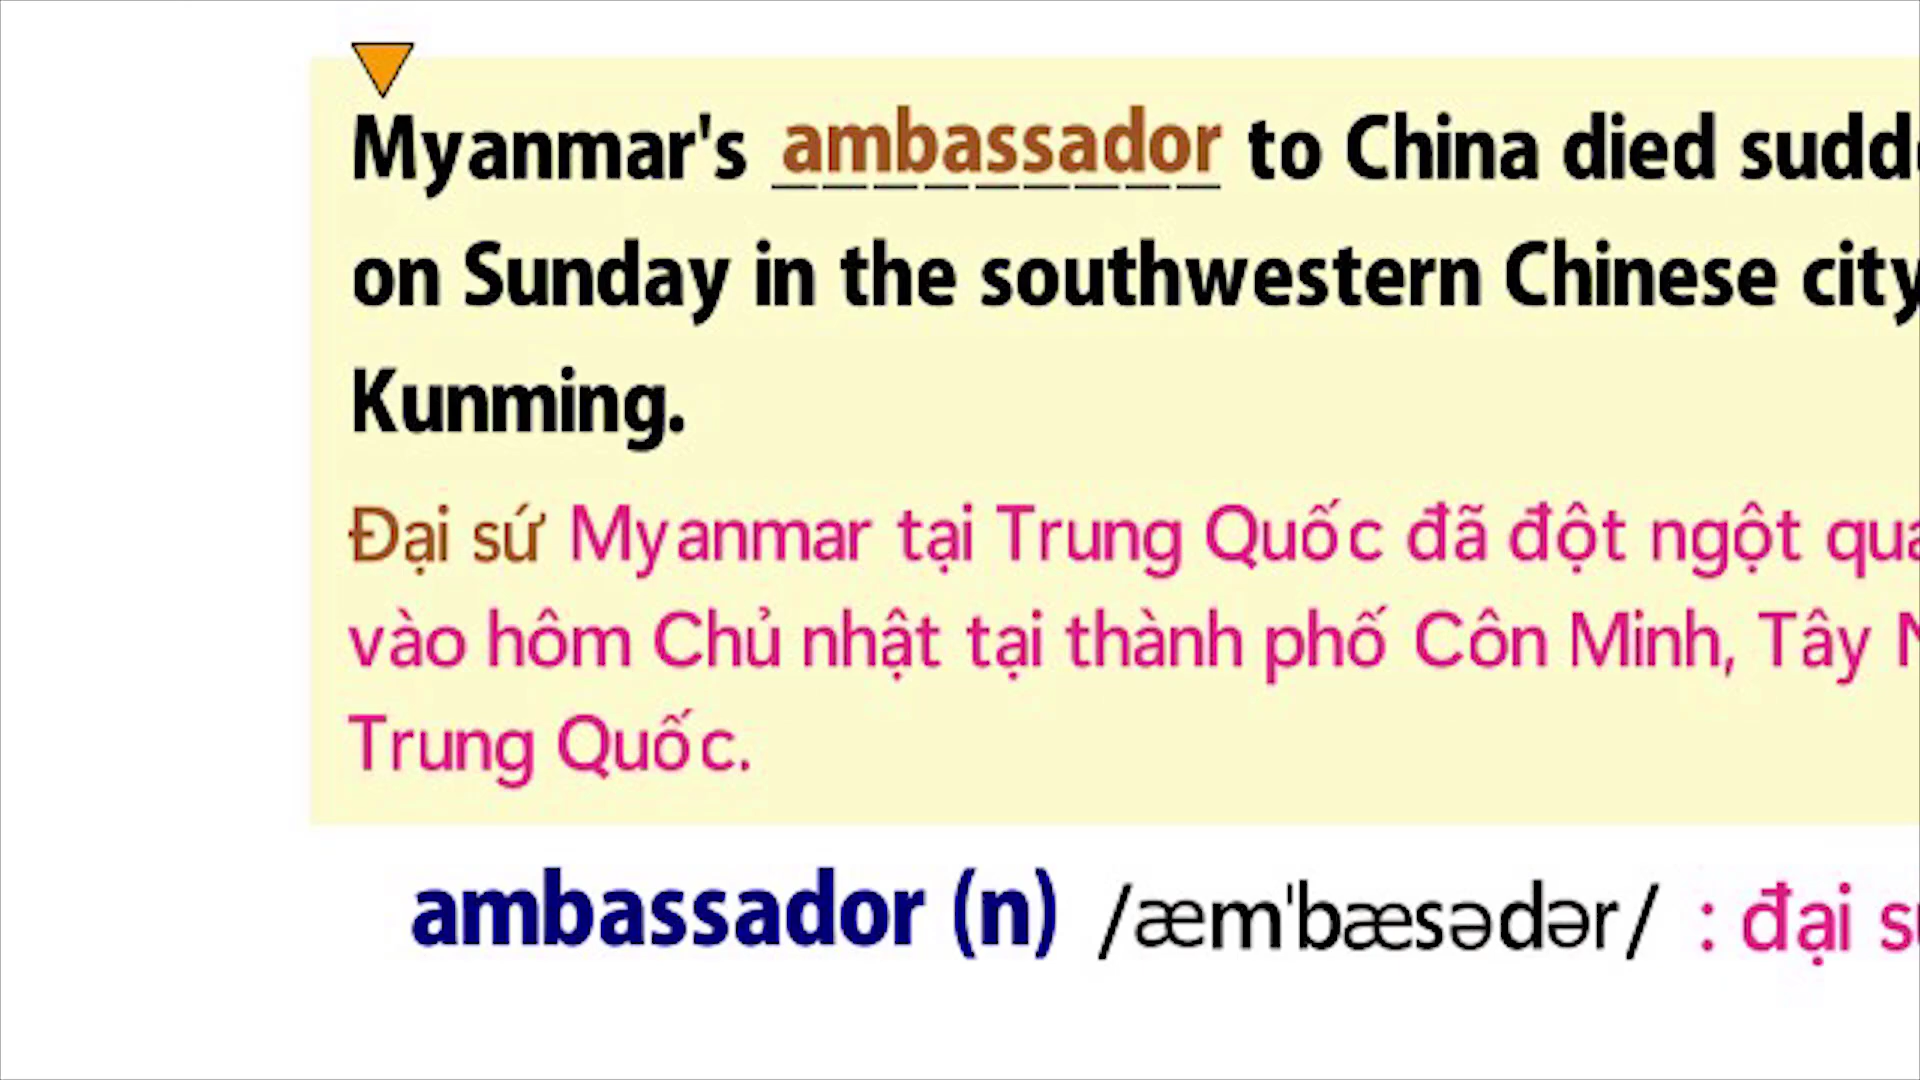 Myanmar's ambassador to China died
on Sunday in the southwestern Chinese city
Kunming.
Đại sứ Myanmar tại Trung Quốc đã đột ngột
vào hôm Chủ nhật tại thành phố Côn Minh, Tây
Trung Quốc.
ambassador (n) /æm'bæsədər/ : đại